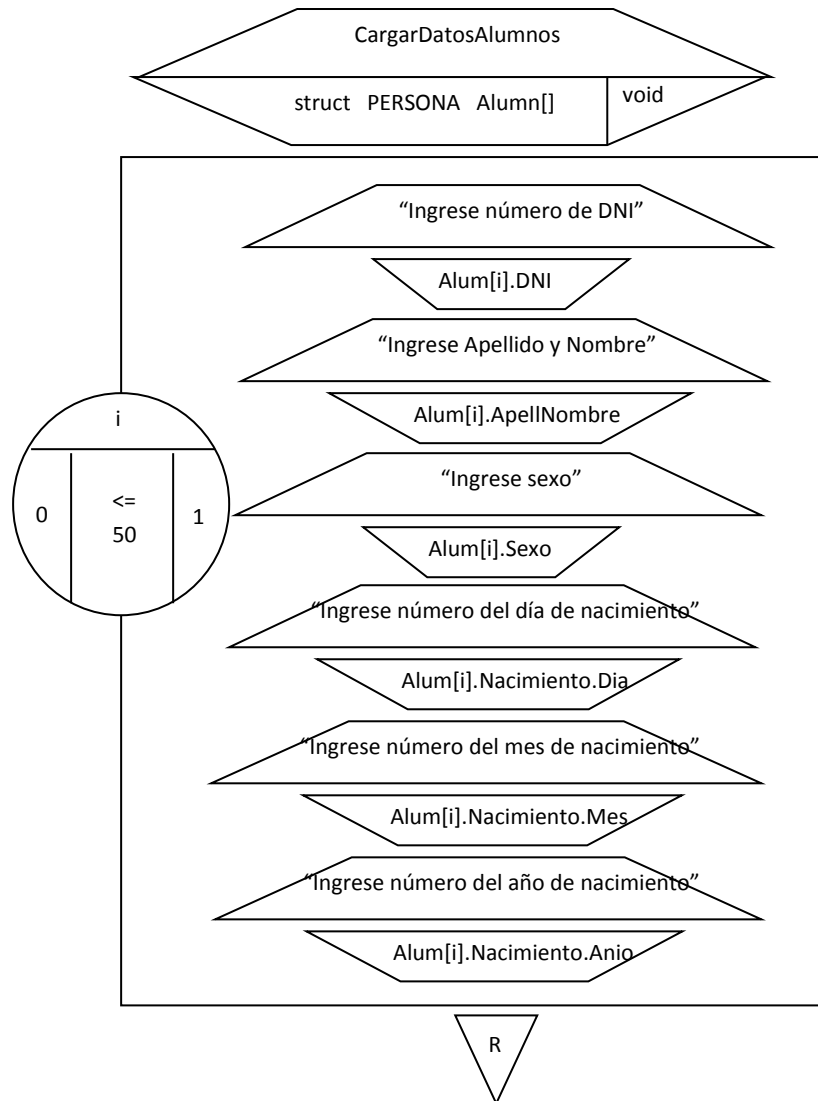 CargarDatosAlumnos
struct PERSONA Alumn[]
void
“Ingrese número de DNI”
Alum[i].DNI
“Ingrese Apellido y Nombre”
Alum[i].ApellNombre
i
0
<=
50
1
“Ingrese sexo”
Alum[i].Sexo
“Ingrese número del día de nacimiento”
Alum[i].Nacimiento.Dia
“Ingrese número del mes de nacimiento”
Alum[i].Nacimiento.Mes
“Ingrese número del año de nacimiento”
Alum[i].Nacimiento.Anio
R